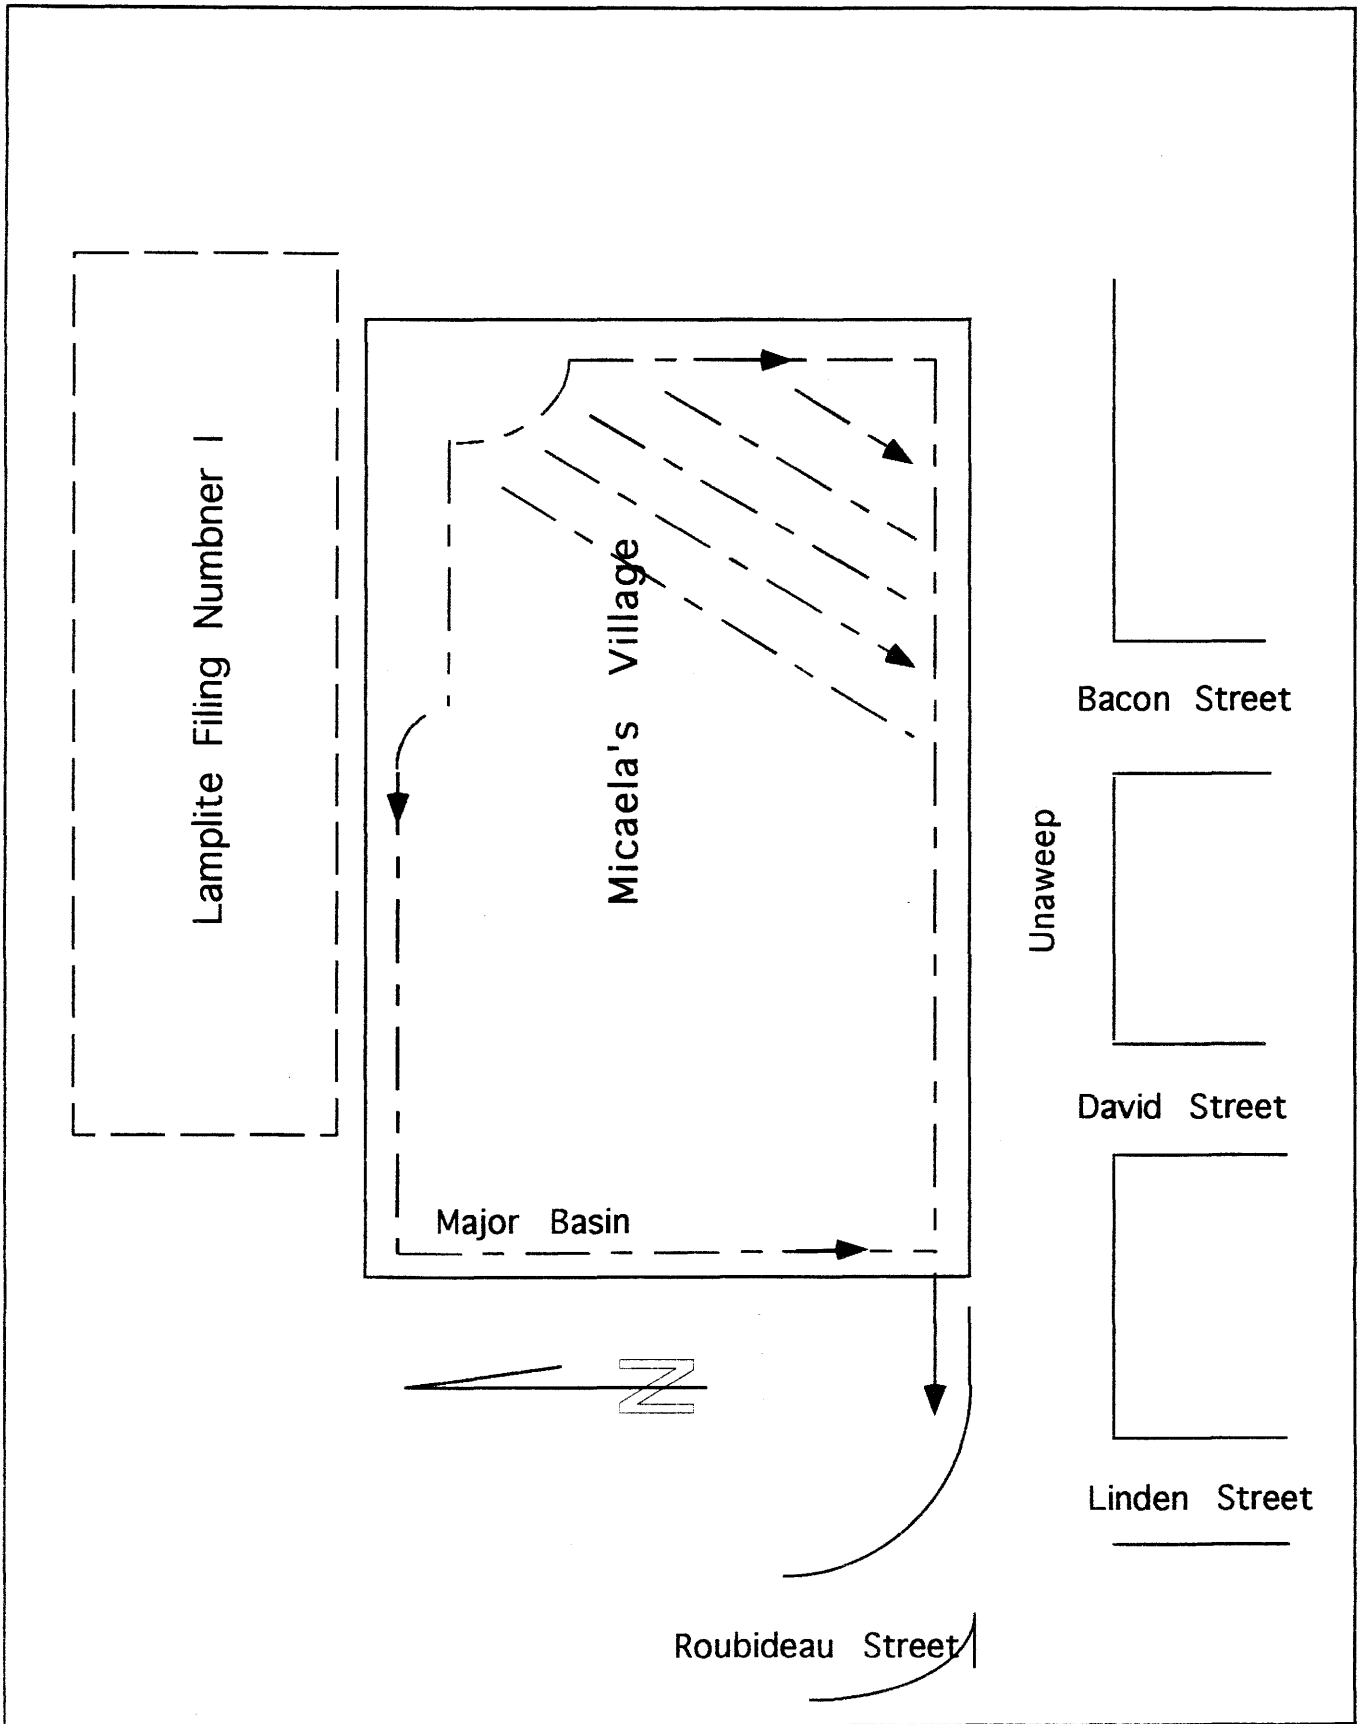 Lamplite Filing Numbner I
Micaela's Village
Bacon Street
Unaweep
David Street
Major Basin
N
Linden Street
Roubideau Street